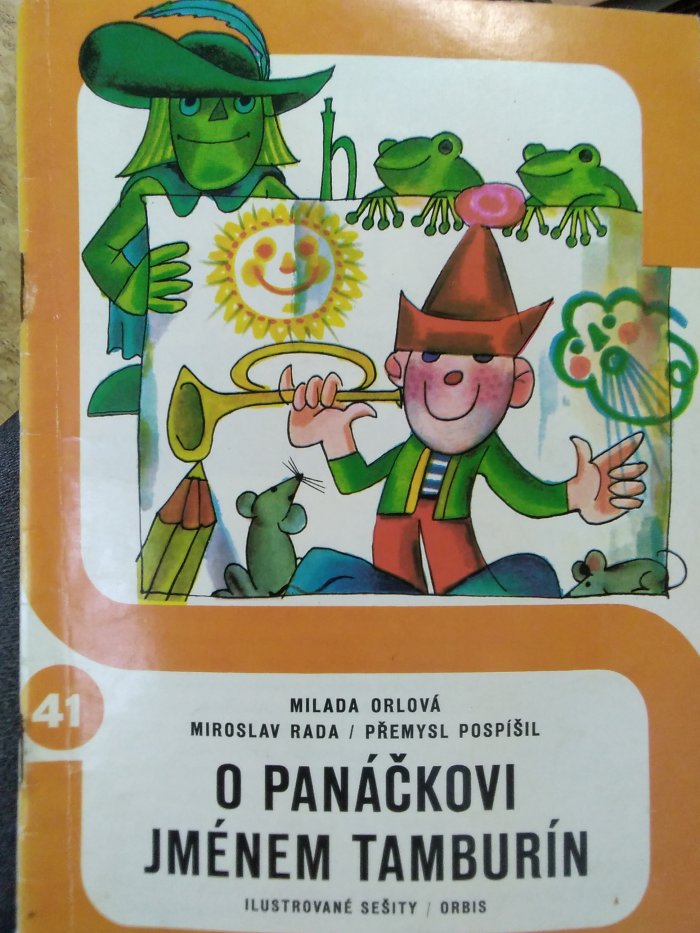 41
MILADA ORLOVÁ
MIROSLAV RADA / PŘEMYSL POSPÍŠIL
O PANÁČKOVI
JMÉNEM TAMBURÍN
ILUSTROVANÉ SEŠITY / ORBIS